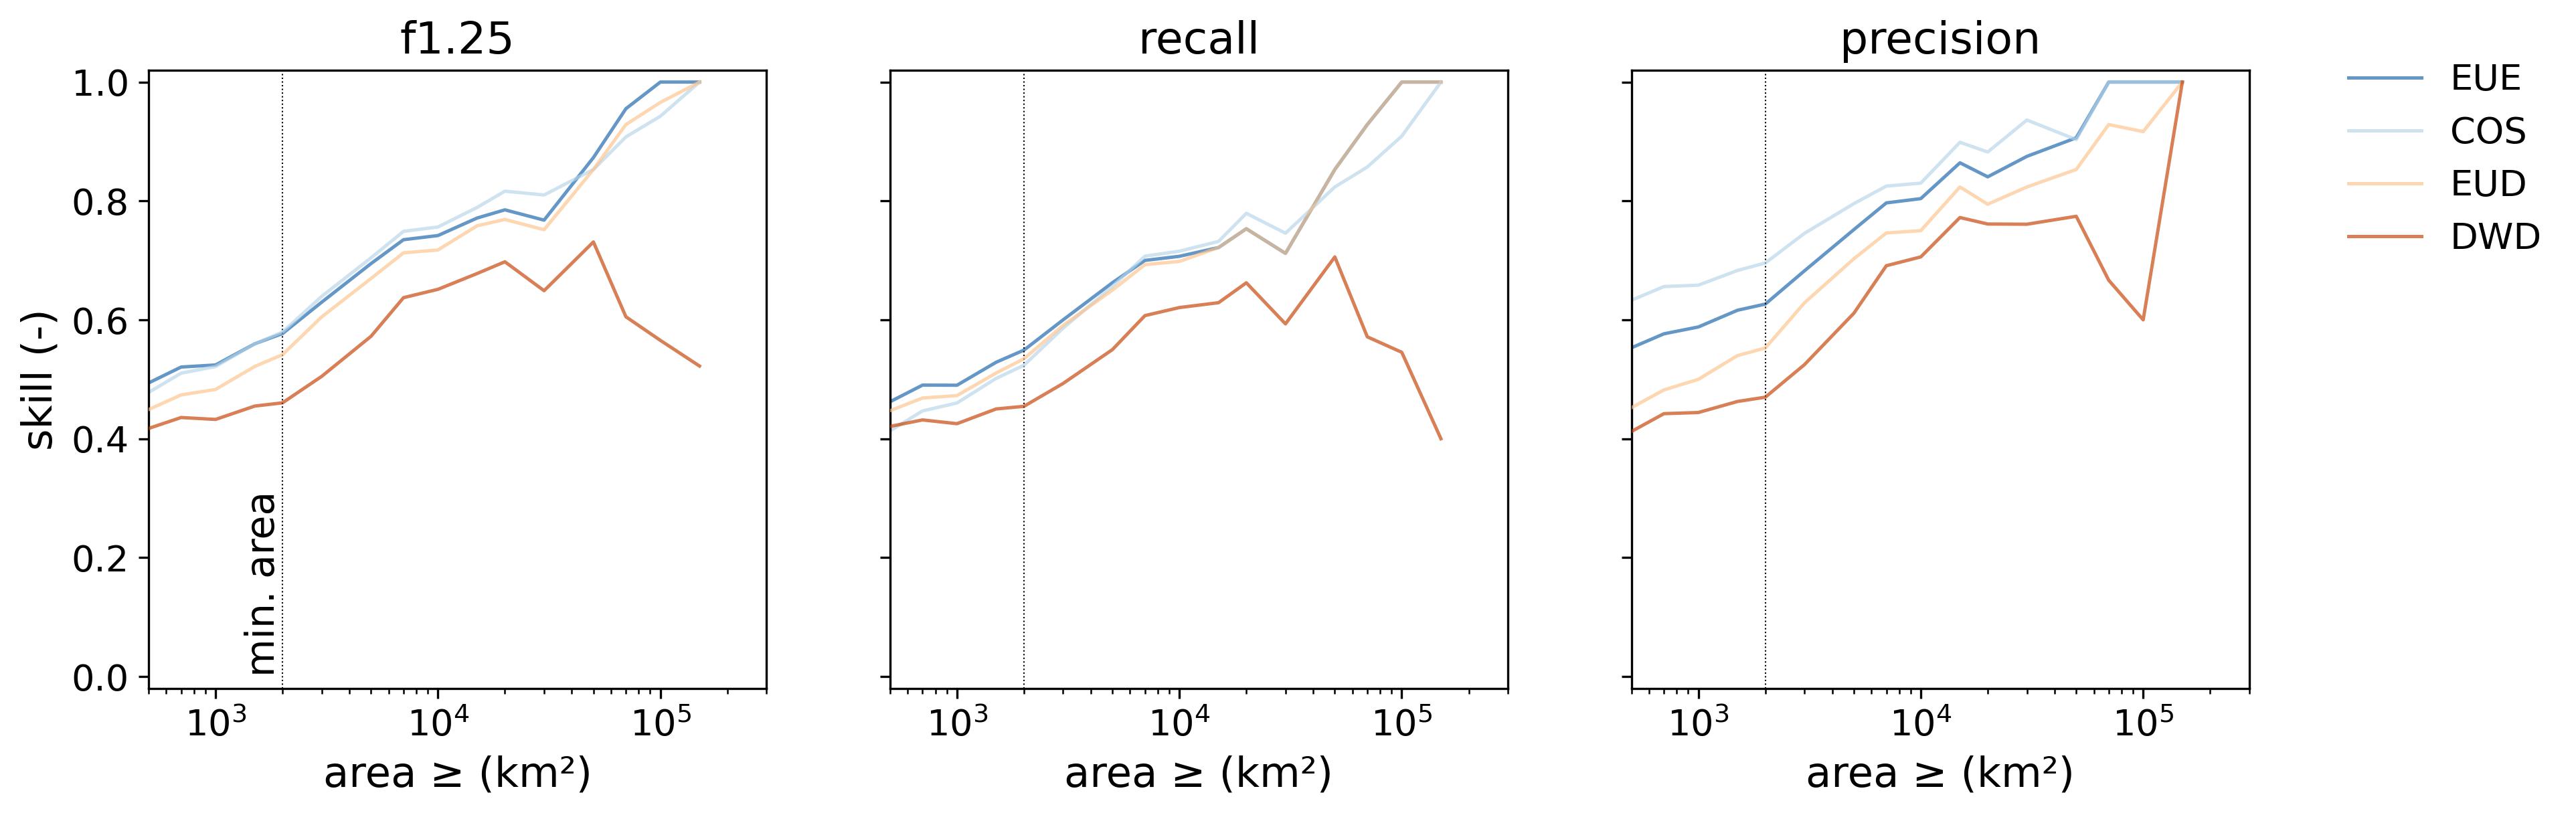 f1.25
recall
precision
skill (-)
1.0
0.8
0.6
0.4
0.2
0.0
min. area
10³
10⁴
10⁵
area ≥ (km²)
10³
10⁴
10⁵
area ≥ (km²)
10³
10⁴
10⁵
area ≥ (km²)
EUE
COS
EUD
DWD